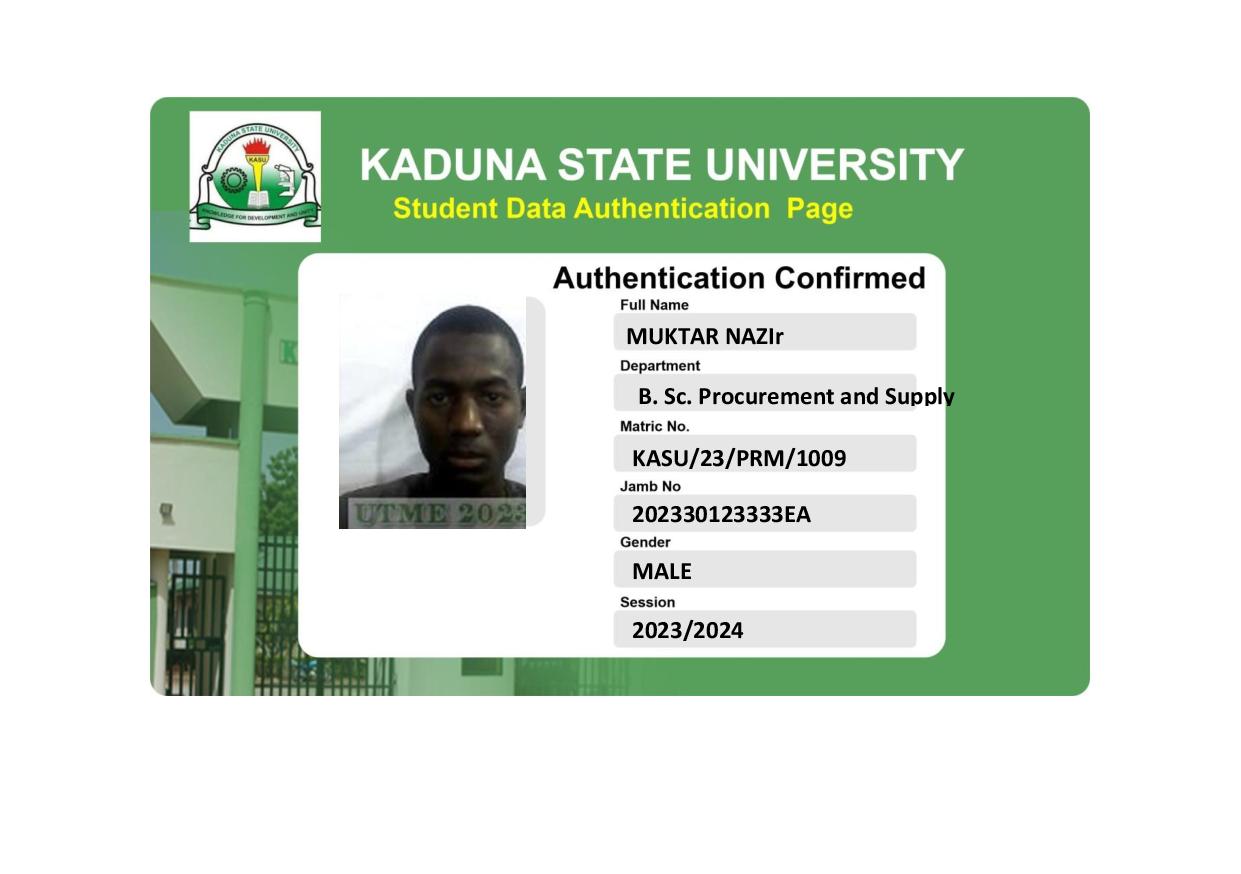 KADUNA STATE UNIVERSITY
KASU
KNOWLEDGE FOR DEVELOPMENT AND UNITY
KADUNA STATE UNIVERSITY
Student Data Authentication Page
Authentication Confirmed
Full Name
MUKTAR NAZIr
Department
B. Sc. Procurement and Supply
Matric No.
KASU/23/PRM/1009
Jamb No
202330123333EA
Gender
MALE
Session
2023/2024
UTME 2023
K